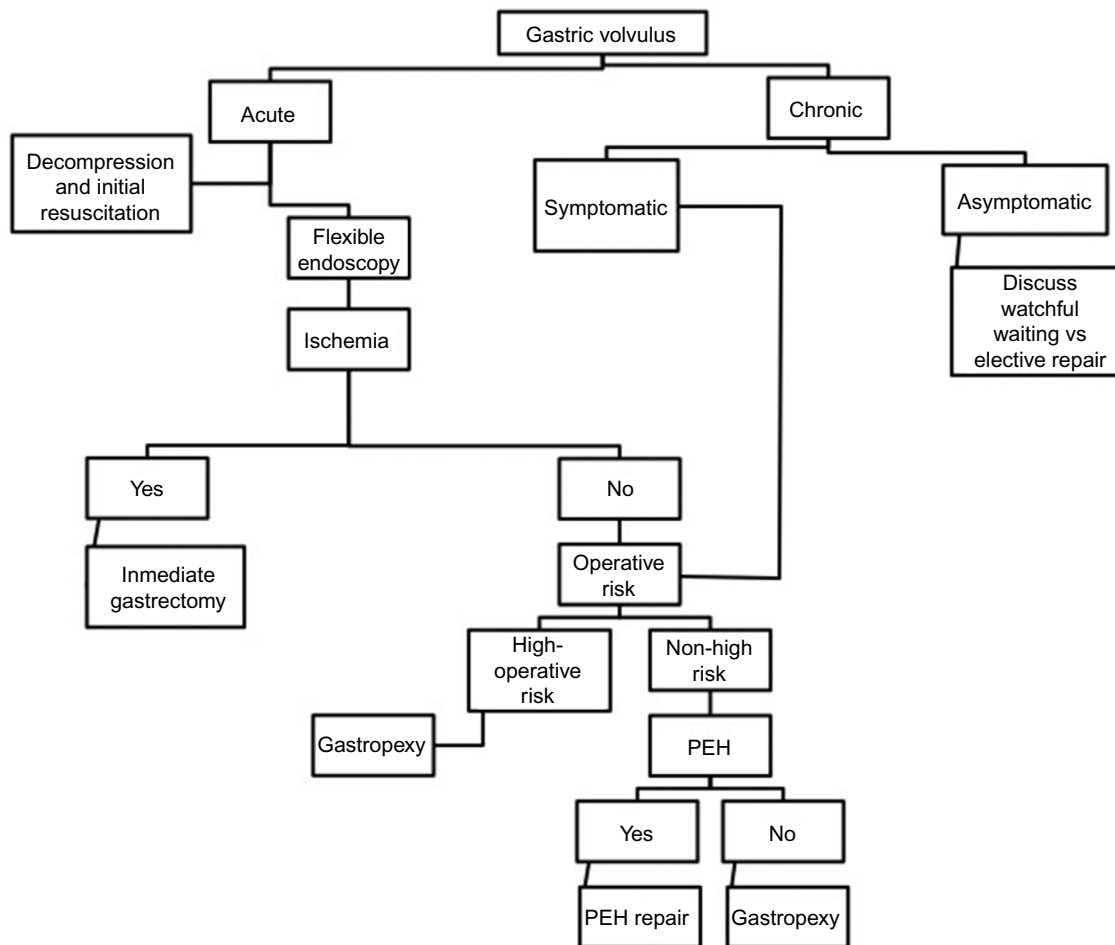 Gastric volvulus
Acute
Chronic
Decompression
and initial
resuscitation
Symptomatic
Asymptomatic
Flexible
endoscopy
Discuss
watchful
waiting vs
elective repair
Ischemia
Yes
No
Inmediate
gastrectomy
Operative
risk
High-
operative
risk
Non-high
risk
Gastropexy
PEH
Yes
No
PEH repair
Gastropexy